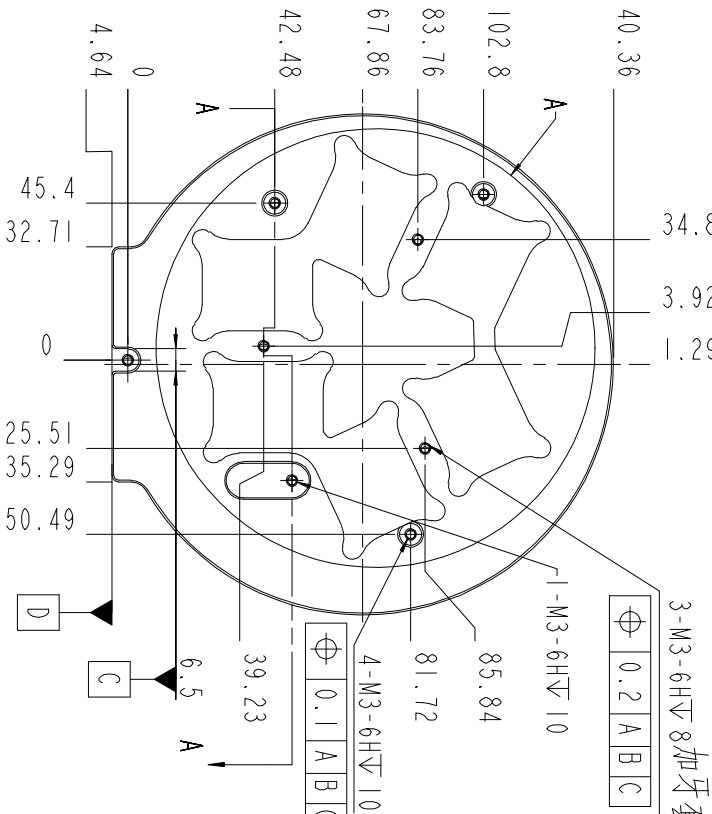 4.64
0
42.48
67.86
83.76
102.8
40.36
A
A
45.4
32.71
0
25.51
35.29
50.49
34.8
3.92
1.29
D
C
6.5
39.23
A
81.72
85.84
1-M3-6H↧10
4-M3-6H↧10
⌖ 0.1 A B
3-M3-6H↧8加牙
⌖ 0.2 A B C